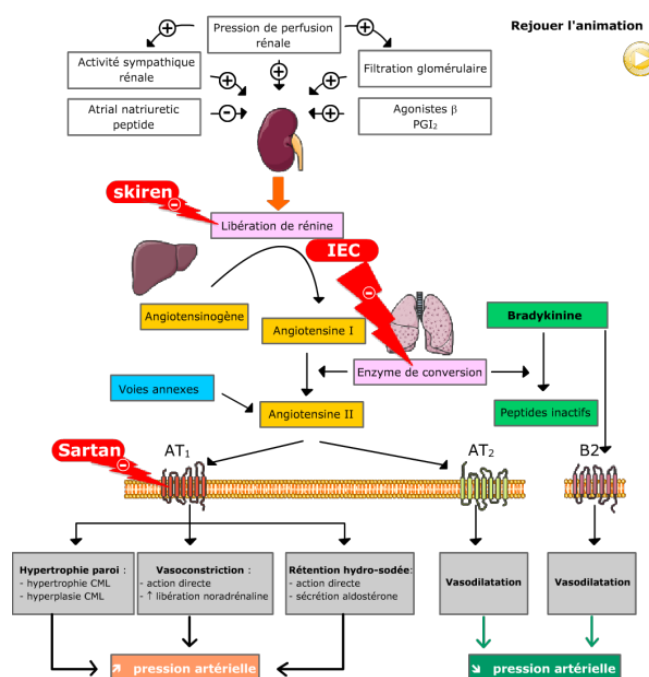 Pression de perfusion
rénale
Rejouer l'animation
Activité sympathique
rénale
Filtration glomérulaire
Atrial natriuretic
peptide
Agonistes β
PGI₂
+
+
+
+
+
−
+
skiren
−
Libération de rénine
IEC
−
Angiotensinogène
Angiotensine I
Bradykinine
Enzyme de conversion
Voies annexes
Angiotensine II
Peptides inactifs
Sartan
−
AT₁
AT₂
B2
Hypertrophie paroi :
- hypertrophie CML
- hyperplasie CML
Vasoconstriction :
- action directe
- ↑ libération noradrénaline
Rétention hydro-sodée:
- action directe
- sécrétion aldostérone
Vasodilatation
Vasodilatation
↗ pression artérielle
↘ pression artérielle